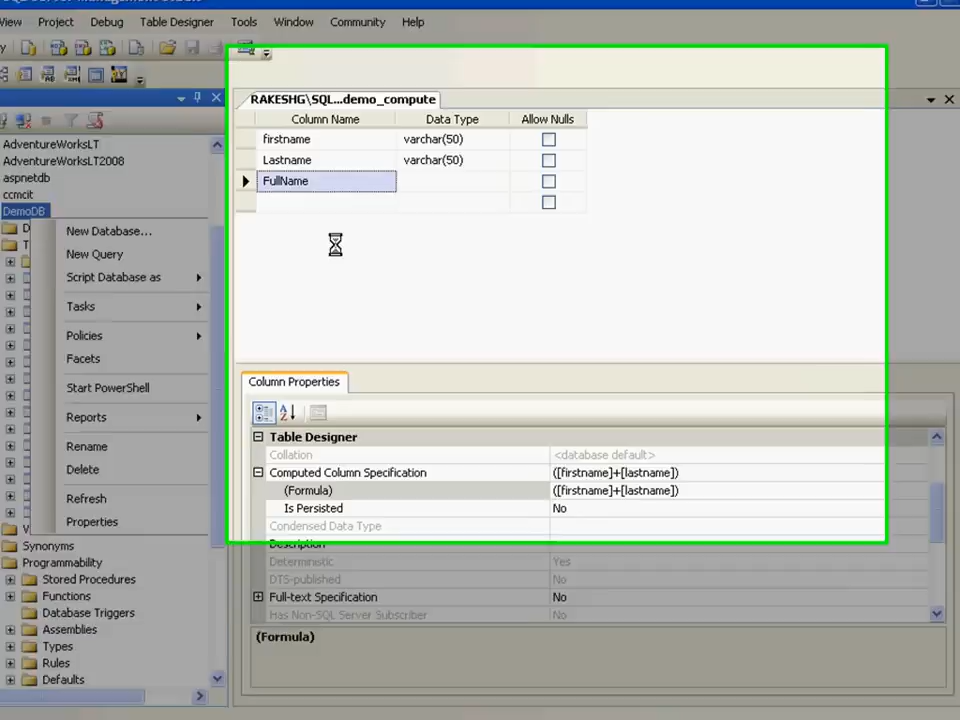 View Project Debug Table Designer Tools Window Community Help
RAKESHG\SQL...demo_compute
Column Name Data Type Allow Nulls
firstname varchar(50)
Lastname varchar(50)
FullName
AdventureWorksLT
AdventureWorksLT2008
aspnetdb
ccmcit
DemoDB
New Database...
New Query
Script Database as
Tasks
Policies
Facets
Start PowerShell
Reports
Rename
Delete
Refresh
Properties
Synonyms
Programmability
Stored Procedures
Functions
Database Triggers
Assemblies
Types
Rules
Defaults
Column Properties
Table Designer
Collation <database default>
Computed Column Specification ([firstname]+[lastname])
(Formula) ([firstname]+[lastname])
Is Persisted No
Condensed Data Type
Description
Deterministic Yes
DTS-published No
Full-text Specification No
Has Non-SQL Server Subscriber No
(Formula)